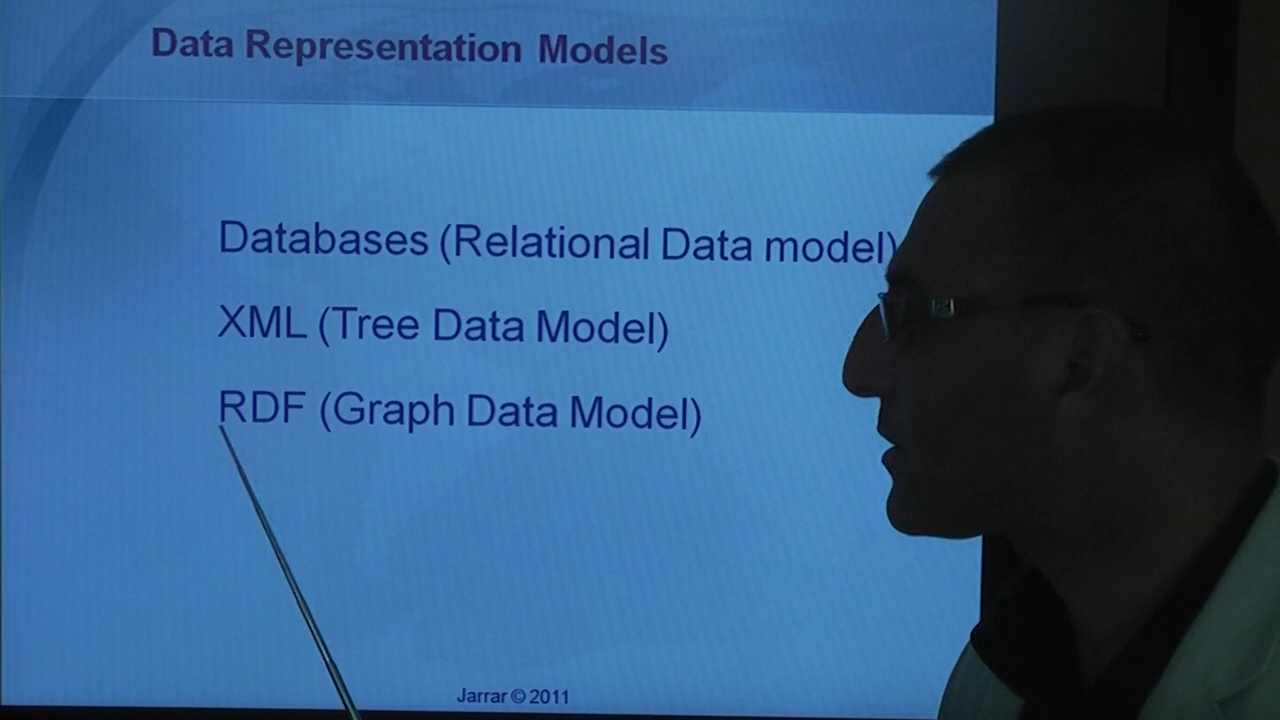 Data Representation Models
Databases (Relational Data model)
XML (Tree Data Model)
RDF (Graph Data Model)
Jarrar © 2011